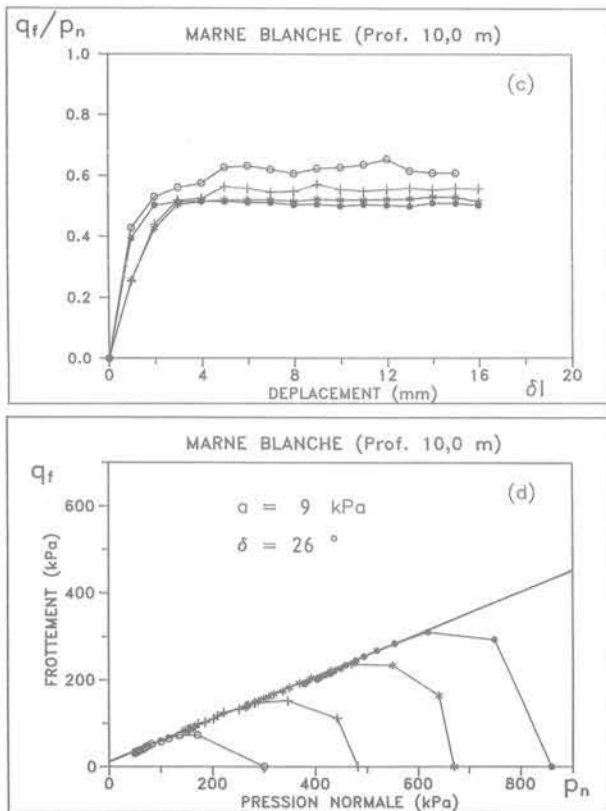 q_f/p_n
MARNE BLANCHE (Prof. 10,0 m)
(c)
1.0
0.8
0.6
0.4
0.2
0.0
0 4 8 12 16 20
DEPLACEMENT (mm)
δl
MARNE BLANCHE (Prof. 10,0 m)
q_f
(d)
a = 9 kPa
δ = 26 °
FROTTEMENT (kPa)
600
400
200
0
0 200 400 600 800
p_n
PRESSION NORMALE (kPa)